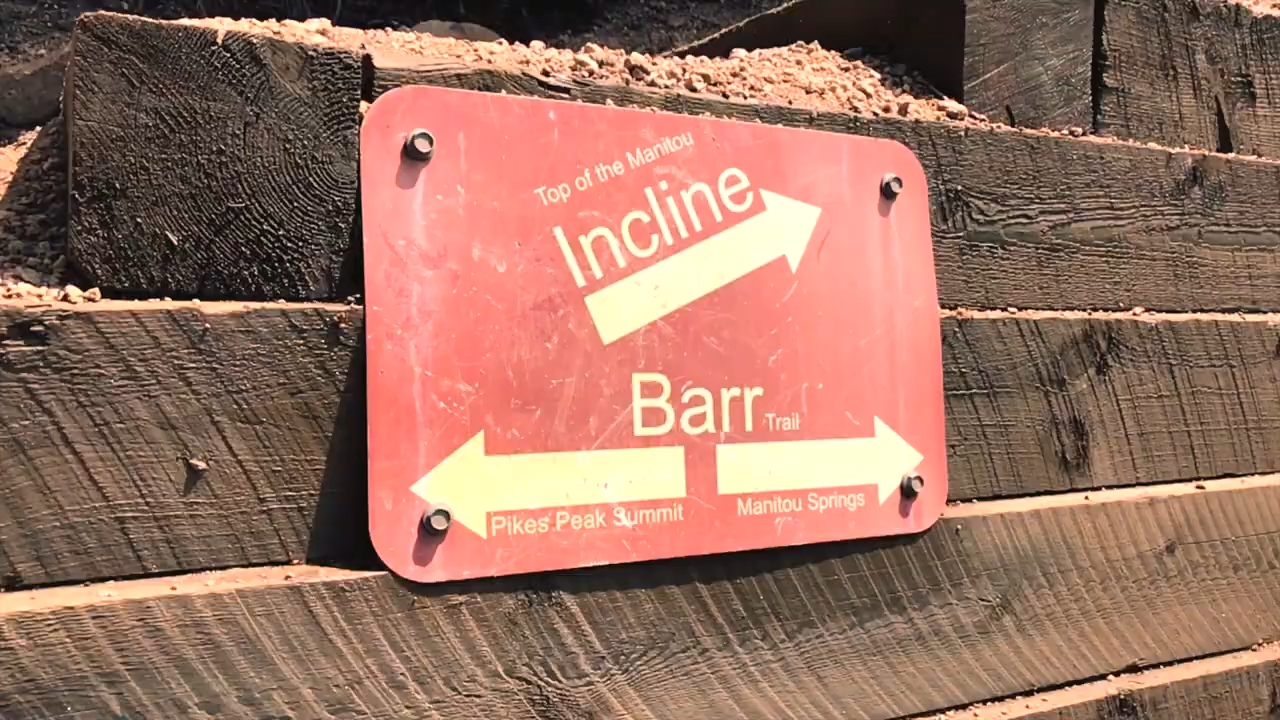 Top of the Manitou
Incline
Barr Trail
Pikes Peak Summit
Manitou Springs